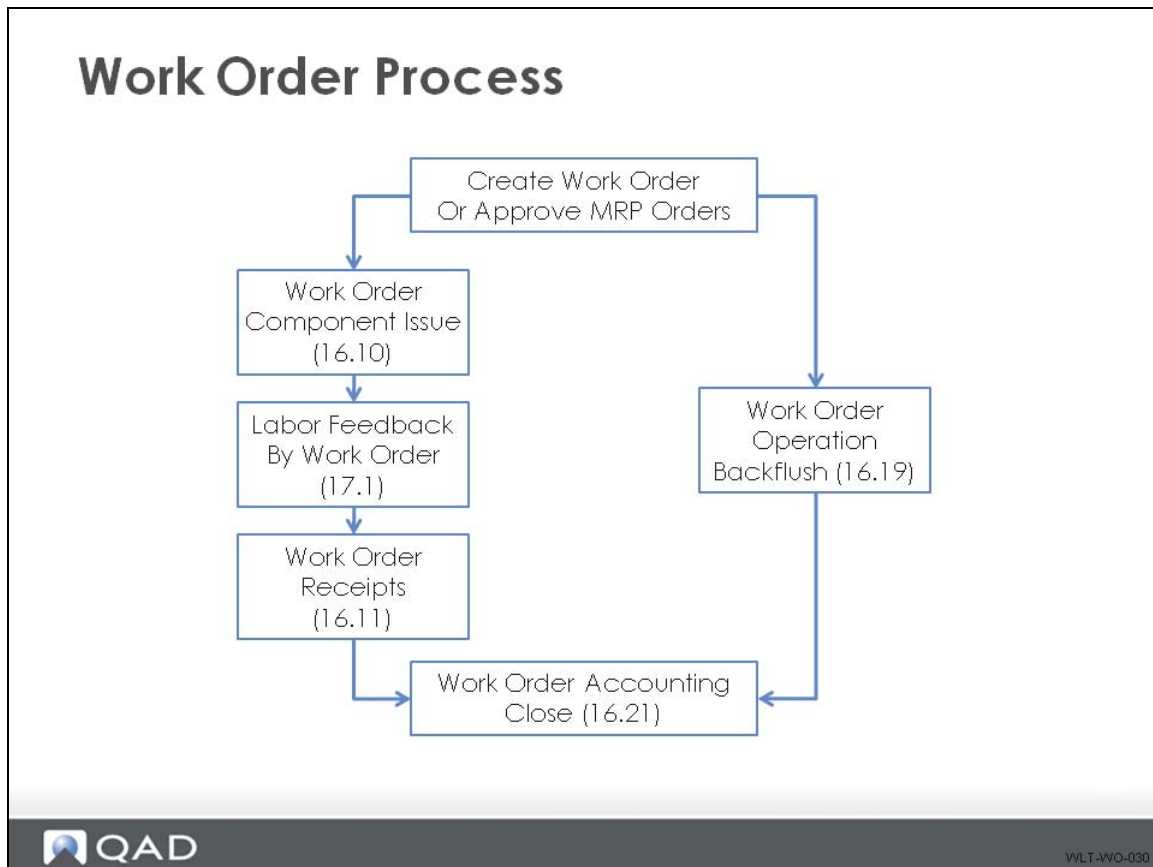 Work Order Process
Create Work Order
Or Approve MRP Orders
Work Order
Component Issue
(16.10)
Labor Feedback
By Work Order
(17.1)
Work Order
Receipts
(16.11)
Work Order
Operation
Backflush (16.19)
Work Order Accounting
Close (16.21)
QAD
WLT-WO-030